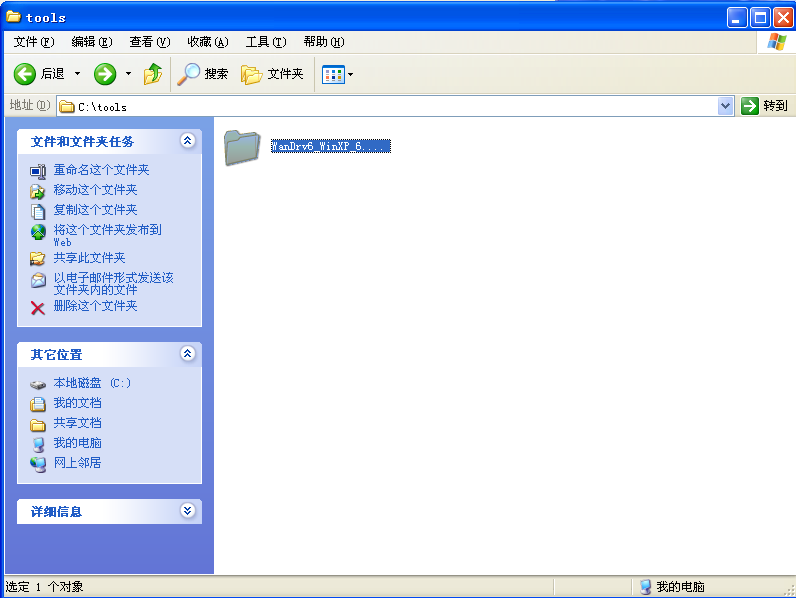 tools
文件(F) 编辑(E) 查看(V) 收藏(A) 工具(T) 帮助(H)
后退 搜索 文件夹
地址(D) C:\tools 转到
文件和文件夹任务
重命名这个文件夹
移动这个文件夹
复制这个文件夹
将这个文件夹发布到
Web
共享此文件夹
以电子邮件形式发送该
文件夹内的文件
删除这个文件夹
其它位置
本地磁盘 (C:)
我的文档
共享文档
我的电脑
网上邻居
详细信息
WanDrv6_WinXP_6....
选定 1 个对象
我的电脑